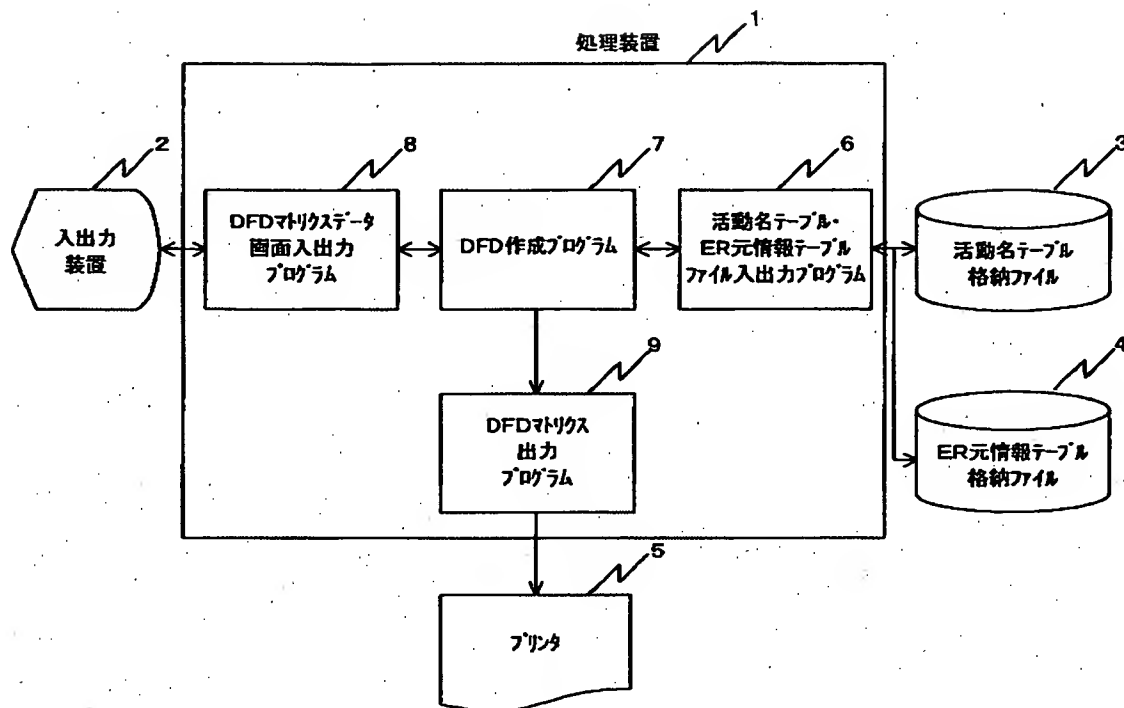 1
処理装置
2
8
7
6
3
入出力
装置
DFDマトリクスデータ
画面入出力
プログラム
DFD作成プログラム
活動名テーブル・
ER元情報テーブル
ファイル入出力プログラム
活動名テーブル
格納ファイル
9
4
DFDマトリクス
出力
プログラム
ER元情報テーブル
格納ファイル
5
プリンタ